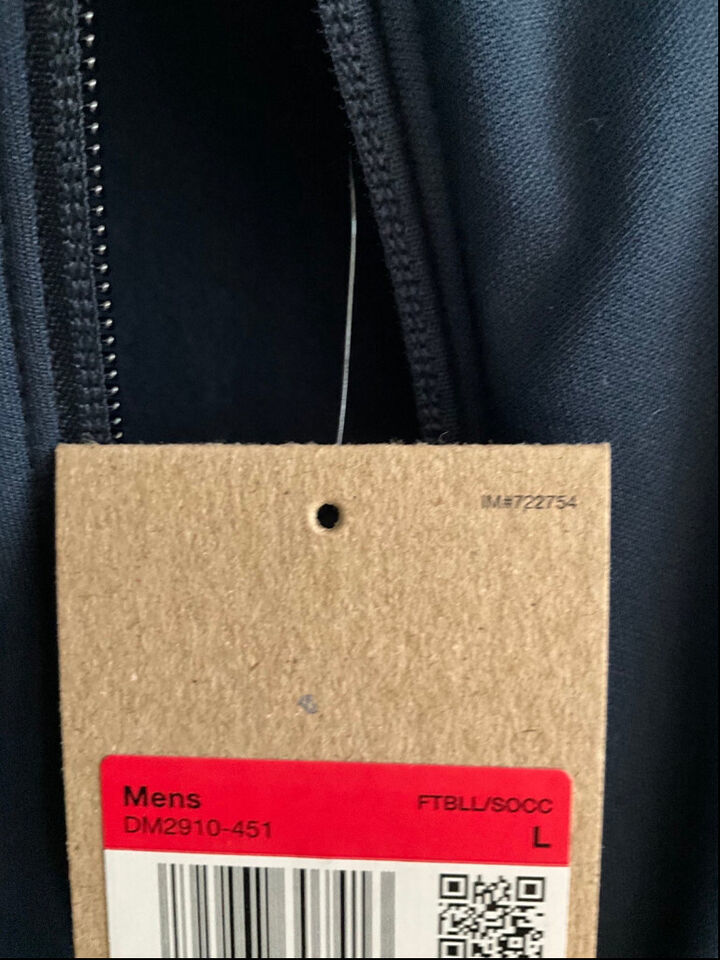 IM#722754
Mens FTBLL/SOCC
DM2910-451 L